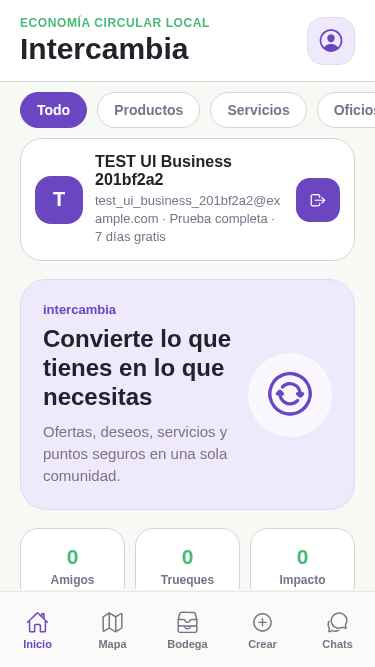 ECONOMÍA CIRCULAR LOCAL
Intercambia
Todo
Productos
Servicios
Oficios
T
TEST UI Business
201bf2a2
test_ui_business_201bf2a2@ex
ample.com · Prueba completa ·
7 días gratis
intercambia
Convierte lo que
tienes en lo que
necesitas
Ofertas, deseos, servicios y
puntos seguros en una sola
comunidad.
0
Amigos
0
Trueques
0
Impacto
Inicio
Mapa
Bodega
Crear
Chats